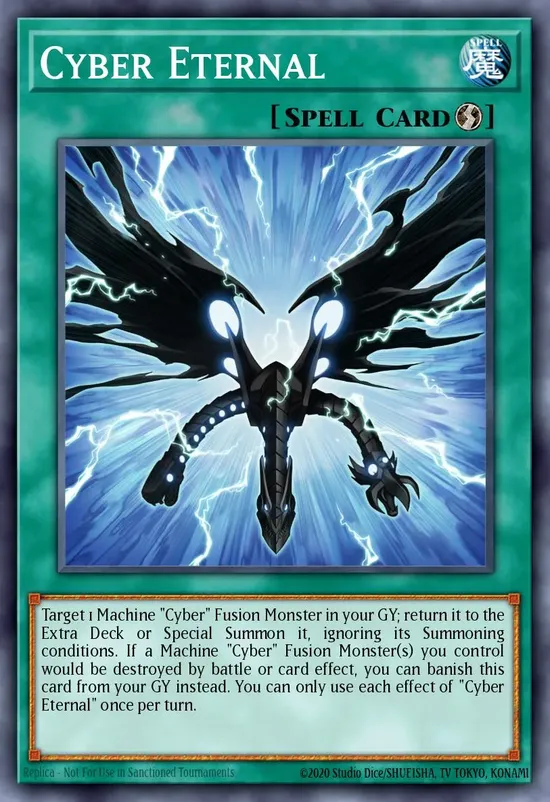 CYBER ETERNAL
SPELL
魔
[SPELL CARD]
Target 1 Machine "Cyber" Fusion Monster in your GY; return it to the
Extra Deck or Special Summon it, ignoring its Summoning
conditions. If a Machine "Cyber" Fusion Monster(s) you control
would be destroyed by battle or card effect, you can banish this
card from your GY instead. You can only use each effect of "Cyber
Eternal" once per turn.
Replica - Not For Use in Sanctioned Tournaments
©2020 Studio Dice/SHUEISHA, TV TOKYO, KONAMI